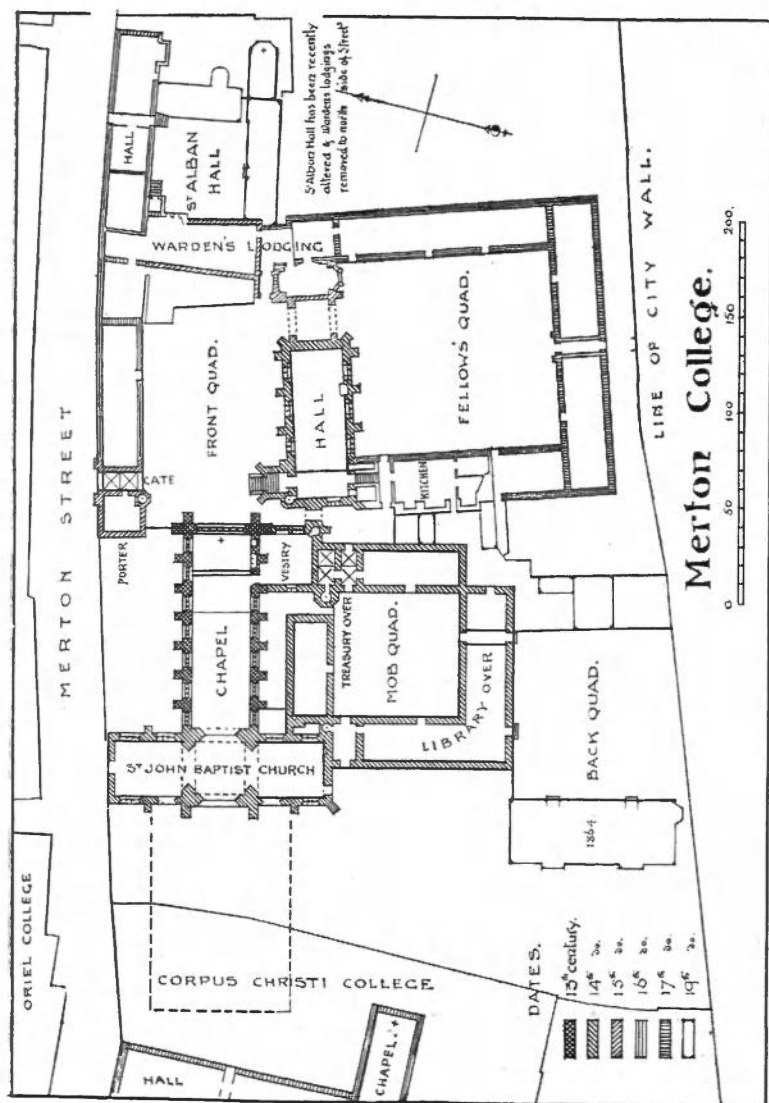 MERTON STREET
ORIEL COLLEGE
HALL
ST ALBAN
HALL
St Alban Hall has been recently
altered & Wardens lodgings
removed to north side of Street
WARDEN'S LODGING
GATE
PORTER
FRONT QUAD.
HALL
FELLOWS' QUAD.
KITCHEN
VESTRY
CHAPEL
ST JOHN BAPTIST CHURCH
TREASURY OVER
MOB QUAD.
LIBRARY OVER
BACK QUAD.
1864.
CORPUS CHRISTI COLLEGE
HALL
CHAPEL.
LINE OF CITY WALL.
DATES.
13th century.
14th do.
15th do.
16th do.
17th do.
19th do.
Merton College.
0 50 100 150 200.